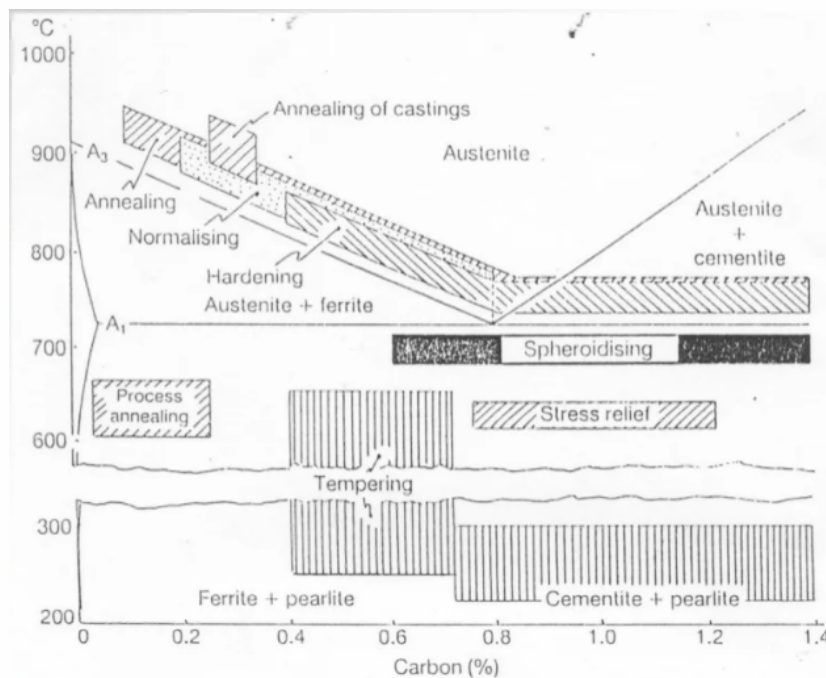 °C
1000
Annealing of castings
Austenite
900
A3
Annealing
Normalising
Austenite
+
cementite
800
Hardening
Austenite + ferrite
A1
700
Spheroidising
Process
annealing
Stress relief
600
Tempering
300
Ferrite + pearlite
Cementite + pearlite
200
0
0.2
0.4
0.6
0.8
1.0
1.2
1.4
Carbon (%)